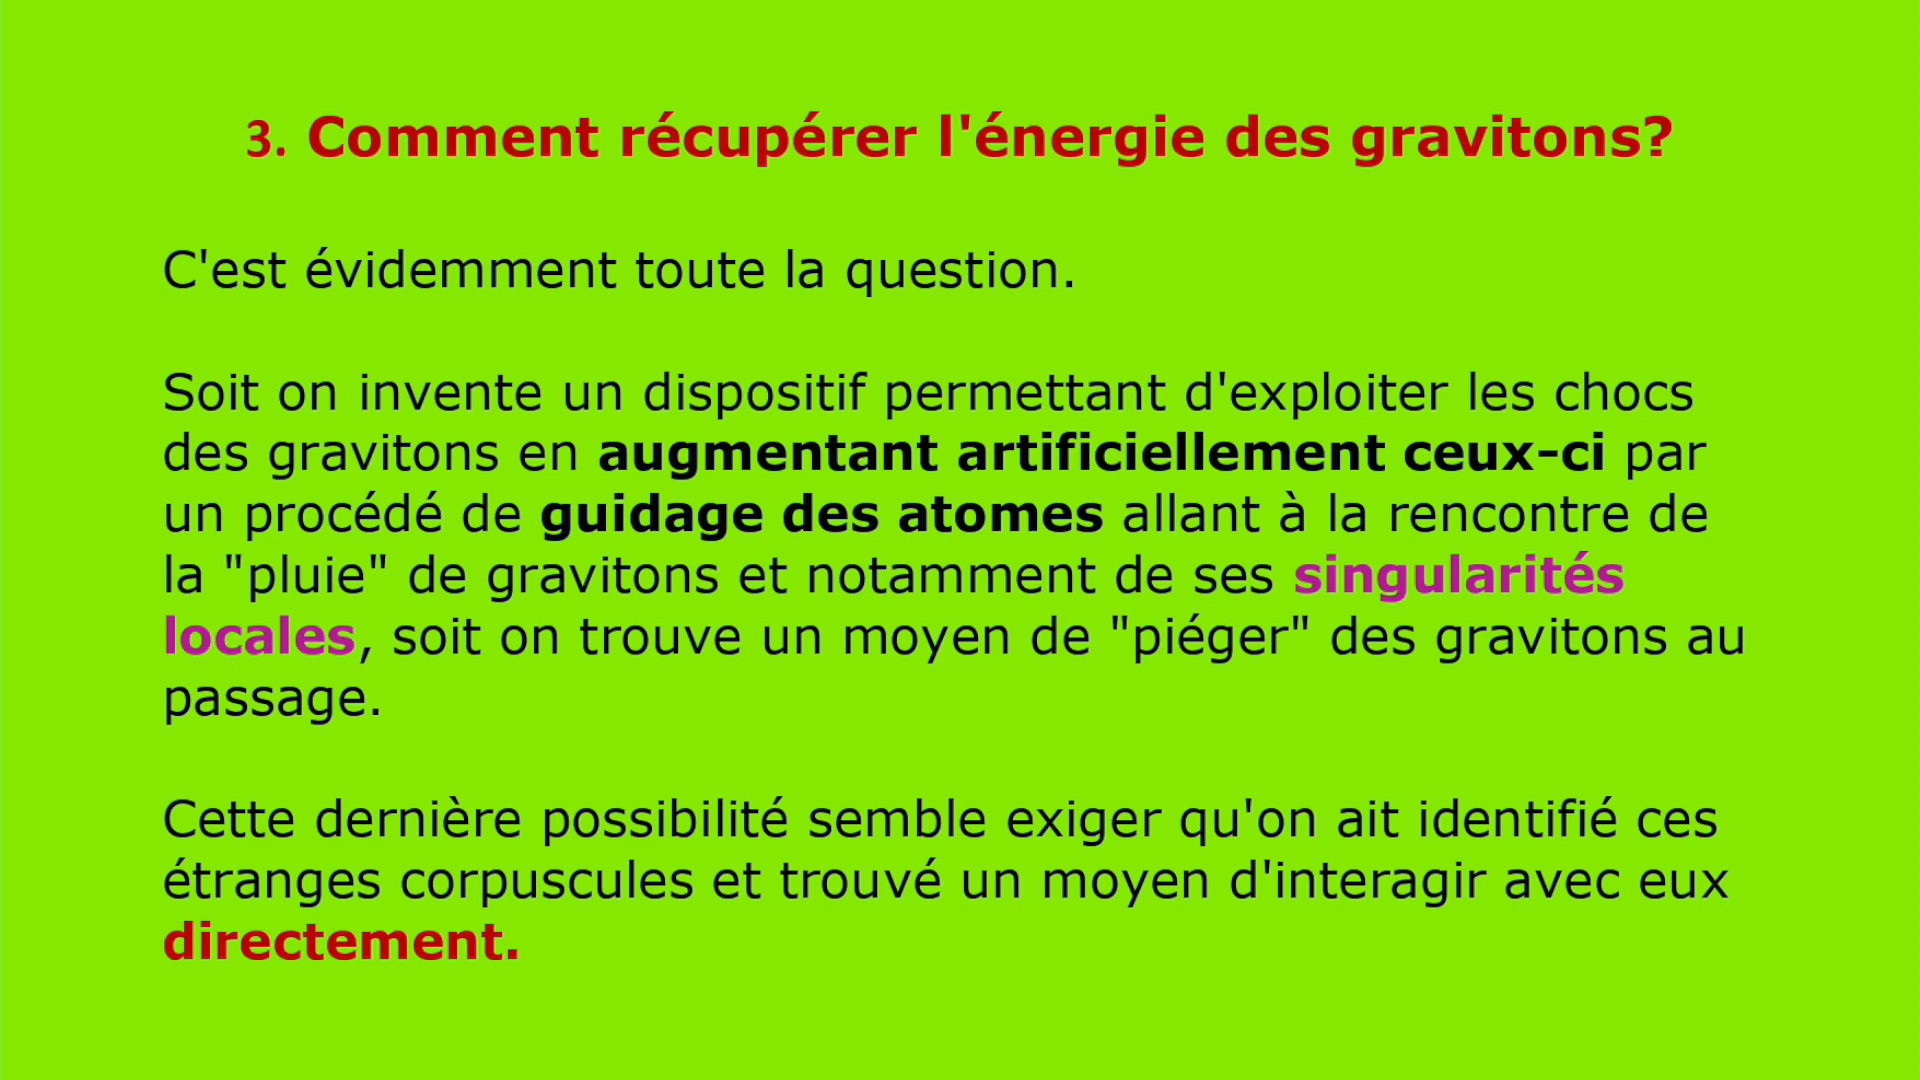 3. Comment récupérer l'énergie des gravitons?
C'est évidemment toute la question.
Soit on invente un dispositif permettant d'exploiter les chocs
des gravitons en augmentant artificiellement ceux-ci par
un procédé de guidage des atomes allant à la rencontre de
la "pluie" de gravitons et notamment de ses singularités
locales, soit on trouve un moyen de "piéger" des gravitons au
passage.
Cette dernière possibilité semble exiger qu'on ait identifié ces
étranges corpuscules et trouvé un moyen d'interagir avec eux
directement.